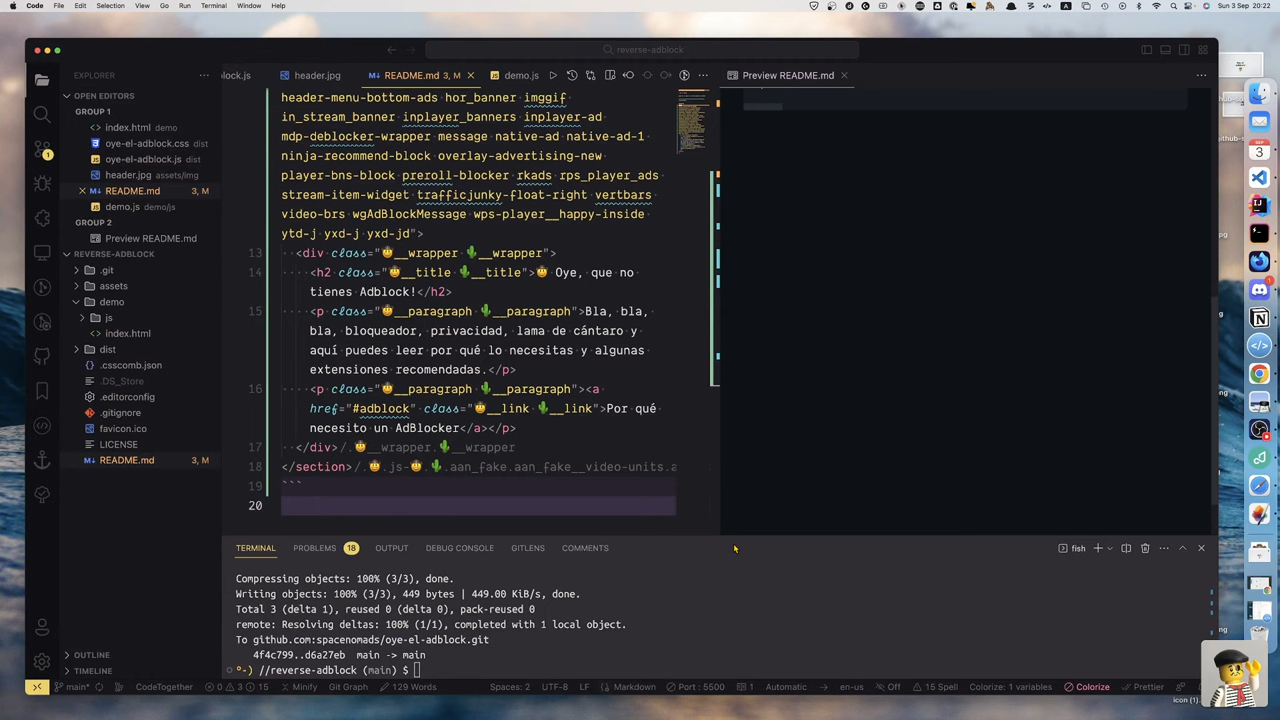 Code File Edit Selection View Go Run Terminal Window Help
Sun 3 Sep 20:22
reverse-adblock
EXPLORER
OPEN EDITORS
GROUP 1
index.html demo
oye-el-adblock.css dist
oye-el-adblock.js dist
header.jpg assets/img
README.md 3, M
demo.js demo/js
GROUP 2
Preview README.md
REVERSE-ADBLOCK
.git
assets
demo
js
index.html
dist
.csscomb.json
.DS_Store
.editorconfig
.gitignore
favicon.ico
LICENSE
README.md 3, M
OUTLINE
TIMELINE
block.js header.jpg README.md 3, M demo.js
Preview README.md
header-menu-bottom-ads hor_banner imggif
in_stream_banner inplayer_banners inplayer-ad
mdp-deblocker-wrapper message native-ad native-ad-1
ninja-recommend-block overlay-advertising-new
player-bns-block preroll-blocker rkads rps_player_ads
stream-item-widget trafficjunky-float-right vertbars
video-brs wgAdBlockMessage wps-player__happy-inside
ytd-j yxd-j yxd-jd">
13 <div class="🤠__wrapper 🌵__wrapper">
14 <h2 class="🤠__title 🌵__title">🤠 Oye, que no
tienes Adblock!</h2>
15 <p class="🤠__paragraph 🌵__paragraph">Bla, bla,
bla, bloqueador, privacidad, lama de cántaro y
aquí puedes leer por qué lo necesitas y algunas
extensiones recomendadas.</p>
16 <p class="🤠__paragraph 🌵__paragraph"><a
href="#adblock" class="🤠__link 🌵__link">Por qué
necesito un AdBlocker</a></p>
17 </div>/.🤠__wrapper.🌵__wrapper
18 </section>/.🤠.js-🤠.🌵.aan_fake.aan_fake__video-units.a
19 ```
20
TERMINAL PROBLEMS 18 OUTPUT DEBUG CONSOLE GITLENS COMMENTS
fish
Compressing objects: 100% (3/3), done.
Writing objects: 100% (3/3), 449 bytes | 449.00 KiB/s, done.
Total 3 (delta 1), reused 0 (delta 0), pack-reused 0
remote: Resolving deltas: 100% (1/1), completed with 1 local object.
To github.com:spacenomads/oye-el-adblock.git
4f4c799..d6a27eb main -> main
°-) //reverse-adblock (main) $
main* CodeTogether 0 3 15 Minify Git Graph 129 Words Spaces: 2 UTF-8 LF Markdown Port : 5500 1 Automatic en-us Off 15 Spell Colorize: 1 variables Colorize Prettier
icon (1)